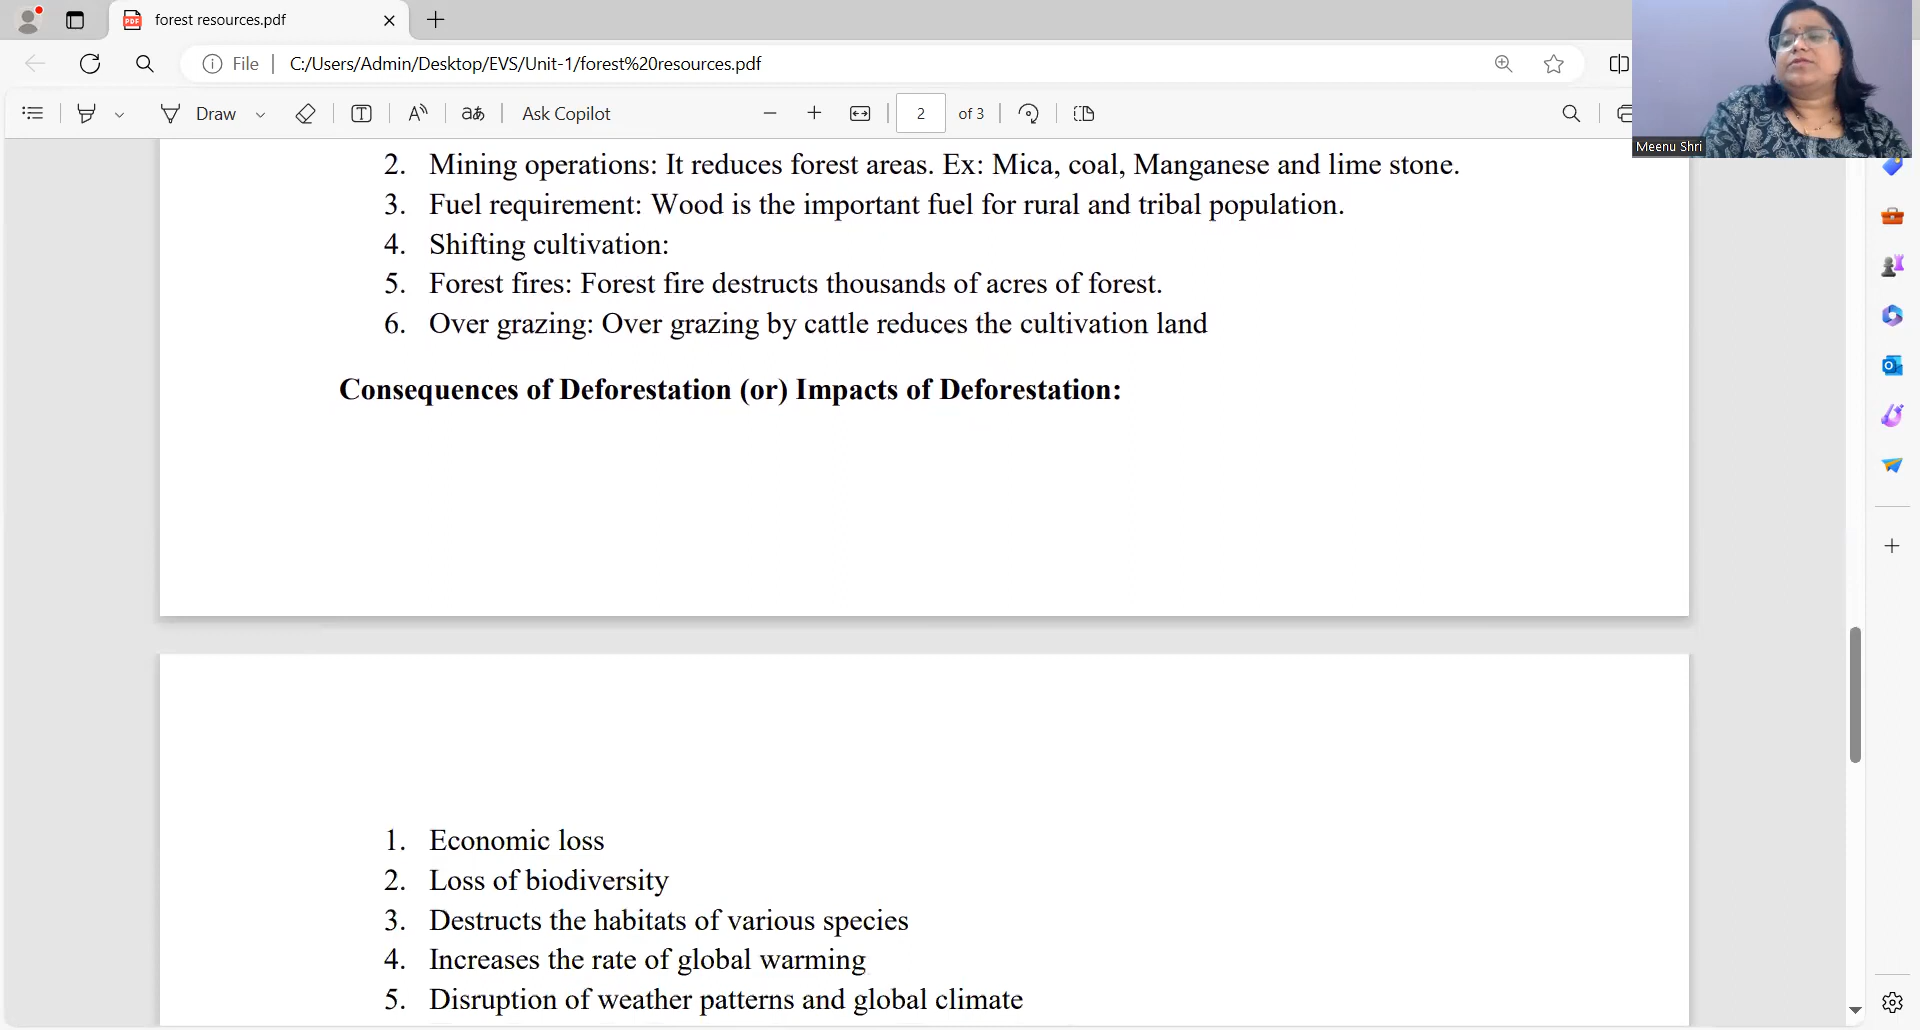 forest resources.pdf
File
C:/Users/Admin/Desktop/EVS/Unit-1/forest%20resources.pdf
Draw
Ask Copilot
2 of 3
Meenu Shri
2. Mining operations: It reduces forest areas. Ex: Mica, coal, Manganese and lime stone.
3. Fuel requirement: Wood is the important fuel for rural and tribal population.
4. Shifting cultivation:
5. Forest fires: Forest fire destructs thousands of acres of forest.
6. Over grazing: Over grazing by cattle reduces the cultivation land
Consequences of Deforestation (or) Impacts of Deforestation:
1. Economic loss
2. Loss of biodiversity
3. Destructs the habitats of various species
4. Increases the rate of global warming
5. Disruption of weather patterns and global climate